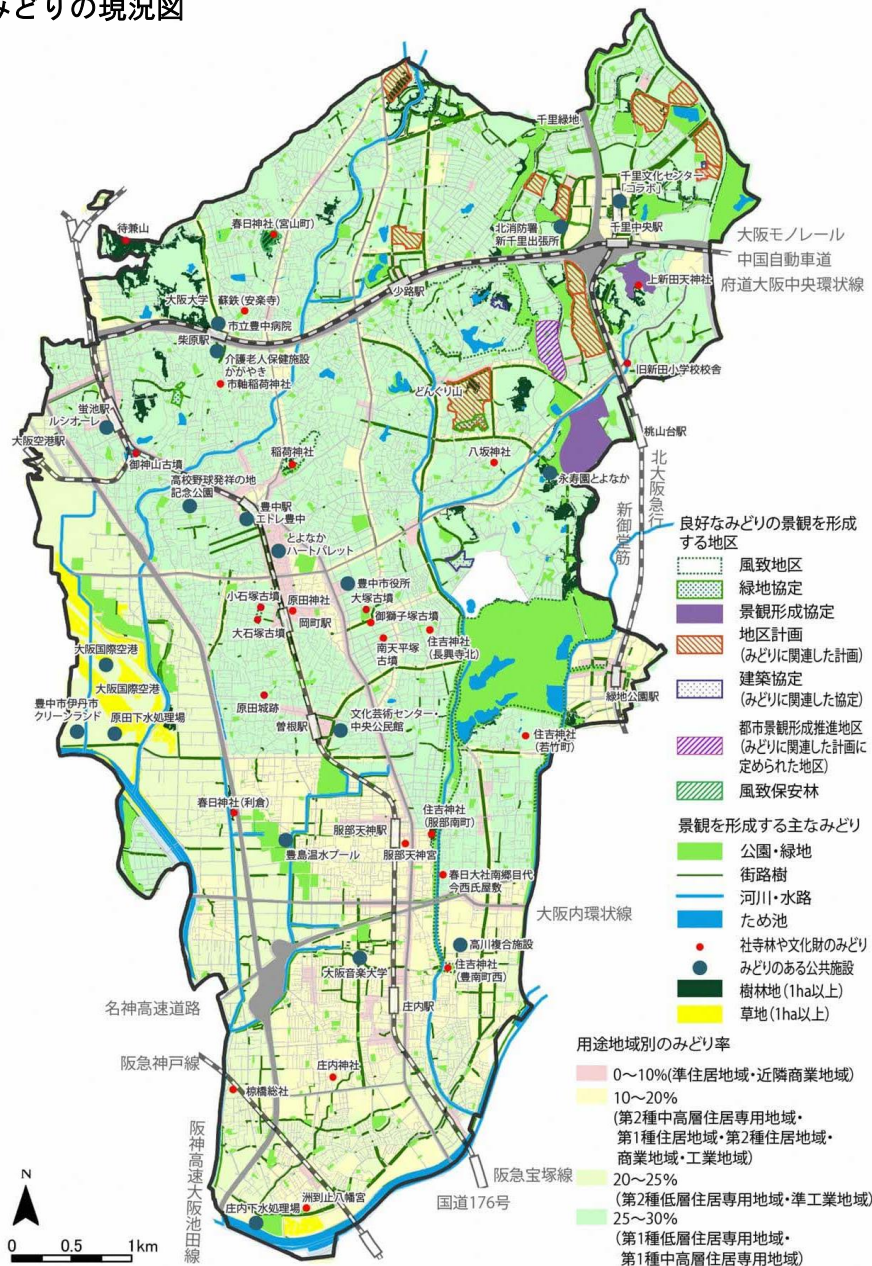 みどりの現況図
千里緑地
千里文化センター
「コラボ」
待兼山
春日神社(宮山町)
北消防署
新千里出張所
千里中央駅
大阪モノレール
中国自動車道
府道大阪中央環状線
少路駅
上新田天神社
大阪大学
蘇鉄(安楽寺)
市立豊中病院
柴原駅
介護老人保健施設
かがやき
市軸稲荷神社
どんぐり山
旧新田小学校校舎
蛍池駅
ルシオーレ
大阪空港駅
御神山古墳
稲荷神社
八坂神社
桃山台駅
永寿園とよなか
北大阪急行
新御堂筋
高校野球発祥の地
記念公園
豊中駅
エトレ豊中
とよなか
ハートパレット
豊中市役所
小石塚古墳
原田神社
大塚古墳
御獅子塚古墳
大石塚古墳
岡町駅
南天平塚
古墳
住吉神社
(長興寺北)
大阪国際空港
大阪国際空港
豊中市伊丹市
クリーンランド
原田下水処理場
原田城跡
曽根駅
文化芸術センター・
中央公民館
緑地公園駅
住吉神社
(若竹町)
春日神社(利倉)
服部天神駅
住吉神社
(服部南町)
豊島温水プール
服部天神宮
春日大社南郷目代
今西氏屋敷
大阪内環状線
高川複合施設
大阪音楽大学
住吉神社
(豊南町西)
名神高速道路
庄内駅
阪急神戸線
庄内神社
椋橋総社
阪神高速大阪池田線
阪急宝塚線
国道176号
洲到止八幡宮
庄内下水処理場
N
0 0.5 1km
良好なみどりの景観を形成
する地区
風致地区
緑地協定
景観形成協定
地区計画
(みどりに関連した計画)
建築協定
(みどりに関連した協定)
都市景観形成推進地区
(みどりに関連した計画に
定められた地区)
風致保安林
景観を形成する主なみどり
公園・緑地
街路樹
河川・水路
ため池
社寺林や文化財のみどり
みどりのある公共施設
樹林地(1ha以上)
草地(1ha以上)
用途地域別のみどり率
0～10%(準住居地域・近隣商業地域)
10～20%
(第2種中高層住居専用地域・
第1種住居地域・第2種住居地域・
商業地域・工業地域)
20～25%
(第2種低層住居専用地域・準工業地域)
25～30%
(第1種低層住居専用地域・
第1種中高層住居専用地域)